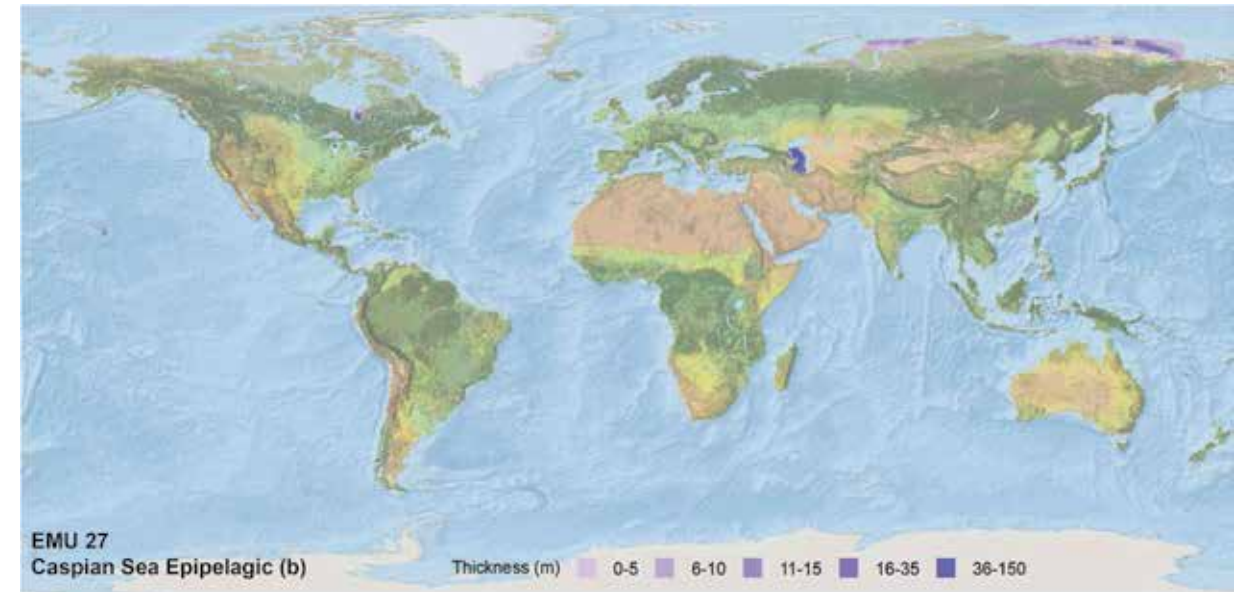 EMU 27
Caspian Sea Epipelagic (b)
Thickness (m) 0-5 6-10 11-15 16-35 36-150